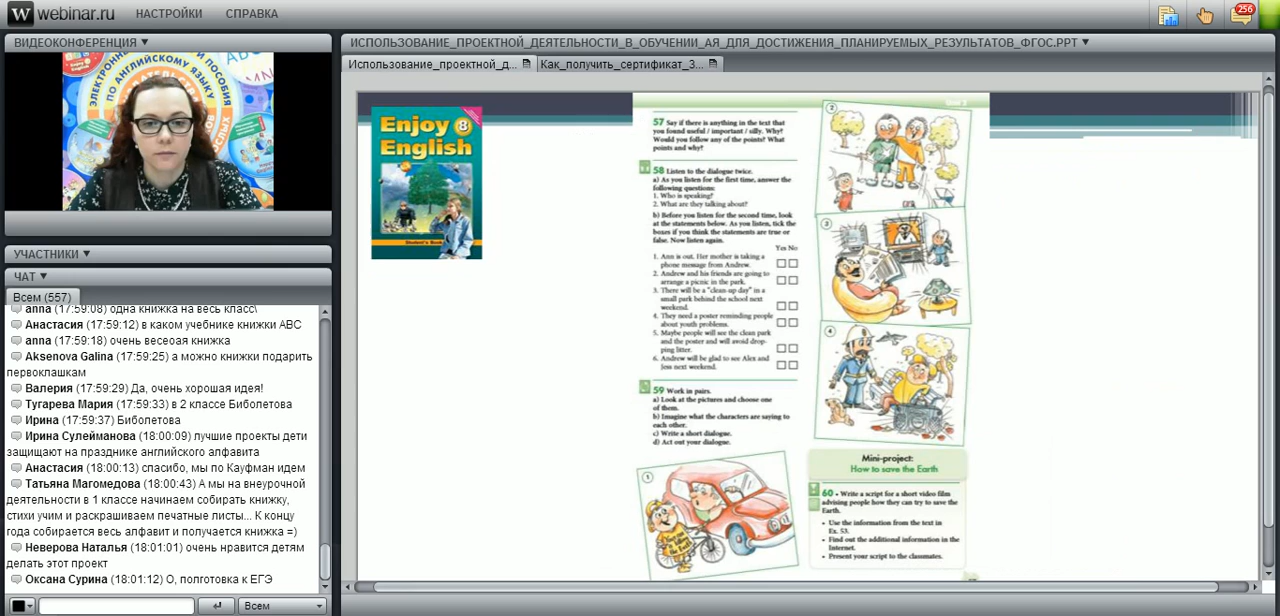 webinar.ru
НАСТРОЙКИ
СПРАВКА
256
ВИДЕОКОНФЕРЕНЦИЯ
ЭЛЕКТРОН
ПОСОБИЯ
ПО АНГЛИЙСКОМУ ЯЗЫКУ
УЧАСТНИКИ
ЧАТ
Всем (557)
anna (17:59:08) одна книжка на весь класс\
Анастасия (17:59:12) в каком учебнике книжки ABC
anna (17:59:18) очень весеоая книжка
Aksenova Galina (17:59:25) а можно книжки подарить
первоклашкам
Валерия (17:59:29) Да, очень хорошая идея!
Тугарева Мария (17:59:33) в 2 классе Биболетова
Ирина (17:59:37) Биболетова
Ирина Сулейманова (18:00:09) лучшие проекты дети
защищают на празднике английского алфавита
Анастасия (18:00:13) спасибо, мы по Кауфман идем
Татьяна Магомедова (18:00:43) А мы на внеурочной
деятельности в 1 классе начинаем собирать книжку,
стихи учим и раскрашиваем печатные листы... К концу
года собирается весь алфавит и получается книжка =)
Неверова Наталья (18:01:01) очень нравится детям
делать этот проект
Оксана Сурина (18:01:12) О, полготовка к ЕГЭ
Всем
ИСПОЛЬЗОВАНИЕ_ПРОЕКТНОЙ_ДЕЯТЕЛЬНОСТИ_В_ОБУЧЕНИИ_АЯ_ДЛЯ_ДОСТИЖЕНИЯ_ПЛАНИРУЕМЫХ_РЕЗУЛЬТАТОВ_ФГОС.PPT
Использование_проектной_д...
Как_получить_сертификат_3...
Enjoy 8
English
Student's Book
57 Say if there is anything in the text that
you found useful / important / silly. Why?
Would you follow any of the points? What
points and why?
58 Listen to the dialogue twice.
a) As you listen for the first time, answer the
following questions:
1. Who is speaking?
2. What are they talking about?
b) Before you listen for the second time, look
at the statements below. As you listen, tick the
boxes if you think the statements are true or
false. Now listen again.
Yes No
1. Ann is out. Her mother is taking a
phone message from Andrew.
2. Andrew and his friends are going to
arrange a picnic in the park.
3. There will be a "clean-up day" in a
small park behind the school next
weekend.
4. They need a poster reminding people
about youth problems.
5. Maybe people will see the clean park
and the poster and will avoid drop-
ping litter.
6. Andrew will be glad to see Alex and
Jess next weekend.
59 Work in pairs.
a) Look at the pictures and choose one
of them.
b) Imagine what the characters are saying to
each other.
c) Write a short dialogue.
d) Act out your dialogue.
1
2
3
4
Mini-project:
How to save the Earth
60 • Write a script for a short video film
advising people how they can try to save the
Earth.
• Use the information from the text in
Ex. 53.
• Find out the additional information in the
Internet.
• Present your script to the classmates.